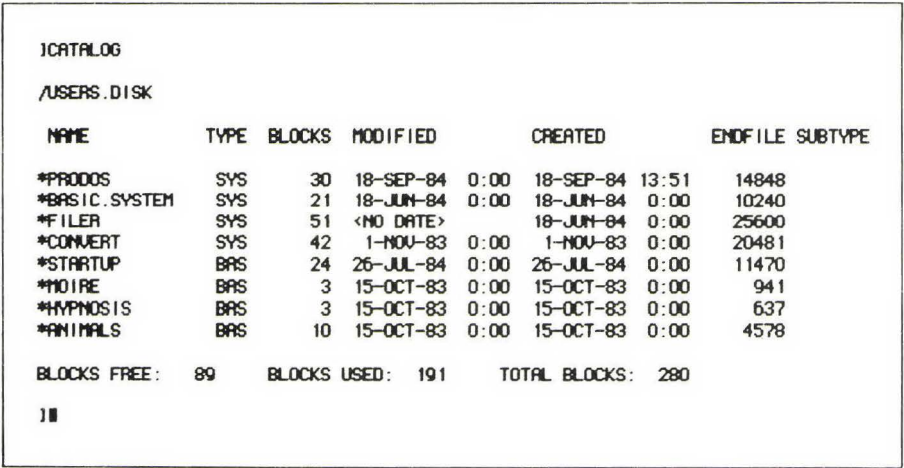 ]CATALOG
/USERS.DISK
NAME TYPE BLOCKS MODIFIED CREATED ENDFILE SUBTYPE
*PRODOS SYS 30 18-SEP-84 0:00 18-SEP-84 13:51 14848
*BASIC.SYSTEM SYS 21 18-JUN-84 0:00 18-JUN-84 0:00 10240
*FILER SYS 51 <NO DATE> 18-JUN-84 0:00 25600
*CONVERT SYS 42 1-NOV-83 0:00 1-NOV-83 0:00 20481
*STARTUP BAS 24 26-JUL-84 0:00 26-JUL-84 0:00 11470
*MOIRE BAS 3 15-OCT-83 0:00 15-OCT-83 0:00 941
*HYPNOSIS BAS 3 15-OCT-83 0:00 15-OCT-83 0:00 637
*ANIMALS BAS 10 15-OCT-83 0:00 15-OCT-83 0:00 4578
BLOCKS FREE: 89 BLOCKS USED: 191 TOTAL BLOCKS: 280
]